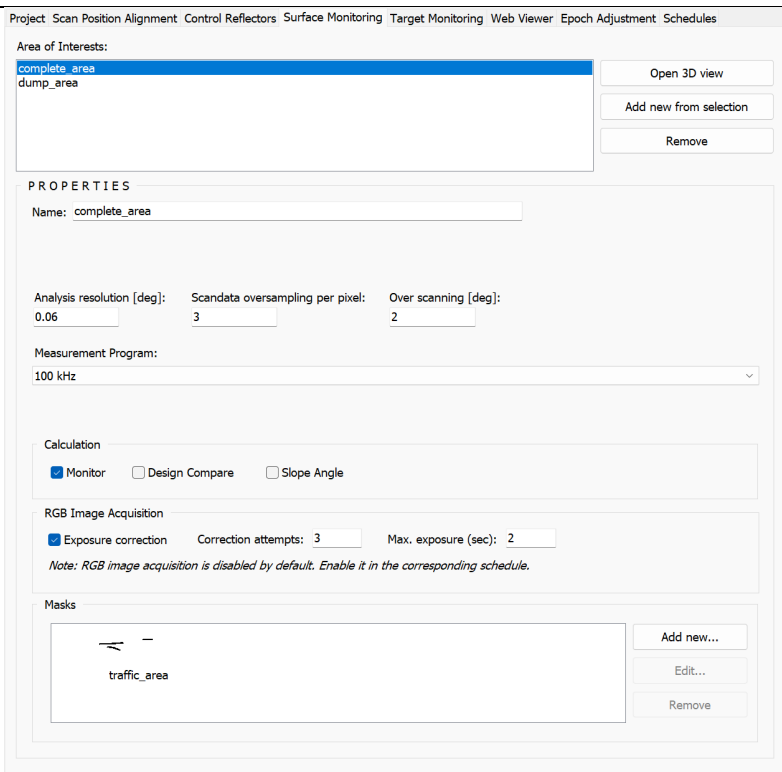 Project Scan Position Alignment Control Reflectors Surface Monitoring Target Monitoring Web Viewer Epoch Adjustment Schedules
Area of Interests:
complete_area
dump_area
Open 3D view
Add new from selection
Remove
PROPERTIES
Name: complete_area
Analysis resolution [deg]: Scandata oversampling per pixel: Over scanning [deg]:
0.06 3 2
Measurement Program:
100 kHz
Calculation
Monitor Design Compare Slope Angle
RGB Image Acquisition
Exposure correction Correction attempts: 3 Max. exposure (sec): 2
Note: RGB image acquisition is disabled by default. Enable it in the corresponding schedule.
Masks
traffic_area
Add new...
Edit...
Remove